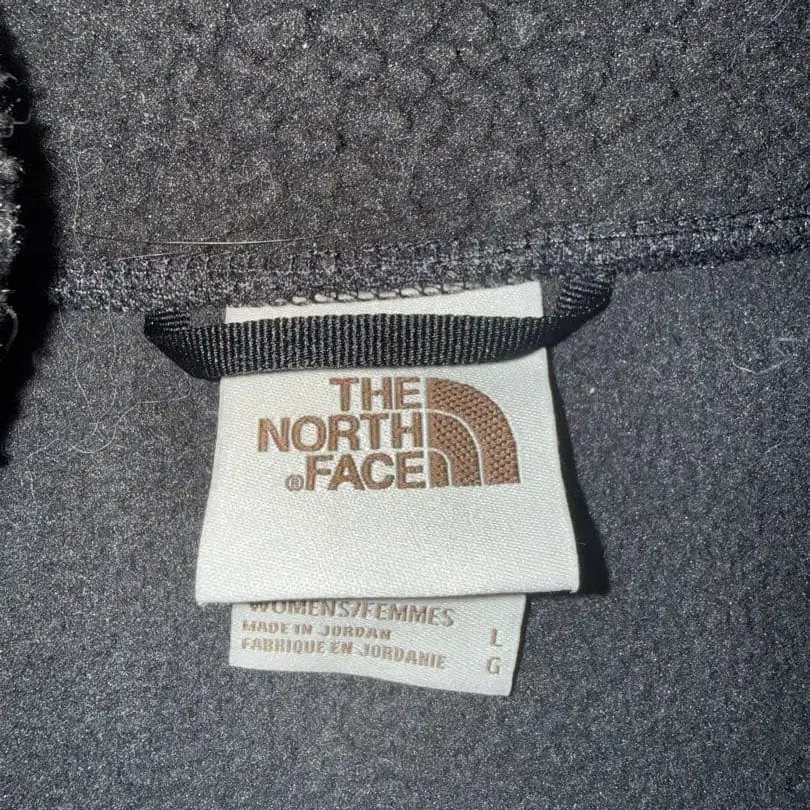 THE
NORTH
®FACE
WOMENS/FEMMES
MADE IN JORDAN L
FABRIQUE EN JORDANIE G